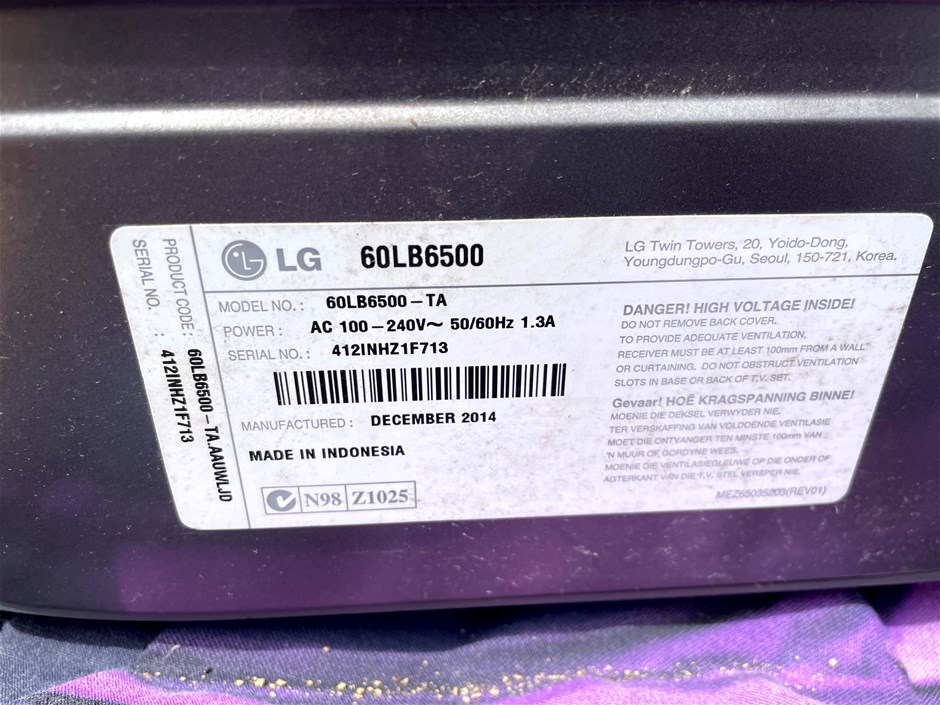 LG 60LB6500
LG Twin Towers, 20, Yoido-Dong,
Youngdungpo-Gu, Seoul, 150-721, Korea.
PRODUCT CODE : 60LB6500-TA.AAUWLJD
SERIAL NO. : 412INHZ1F713
MODEL NO. : 60LB6500-TA
POWER : AC 100-240V~ 50/60Hz 1.3A
SERIAL NO. : 412INHZ1F713
MANUFACTURED : DECEMBER 2014
MADE IN INDONESIA
N98 Z1025
DANGER! HIGH VOLTAGE INSIDE!
DO NOT REMOVE BACK COVER.
TO PROVIDE ADEQUATE VENTILATION,
RECEIVER MUST BE AT LEAST 100mm FROM A WALL
OR CURTAINING. DO NOT OBSTRUCT VENTILATION
SLOTS IN BASE OR BACK OF T.V. SET.
Gevaar! HOË KRAGSPANNING BINNE!
MOENIE DIE DEKSEL VERWYDER NIE.
TER VERSKAFFING VAN VOLDOENDE VENTILASIE
MOET DIE ONTVANGER TEN MINSTE 100mm VAN
'N MUUR OF GORDYNE WEES.
MOENIE DIE VENTILASIEGLEUWE OP DIE ONDER OF
AGTERKANT VAN DIE T.V. STEL VERSPER NIE.
MEZ65035203(REV01)